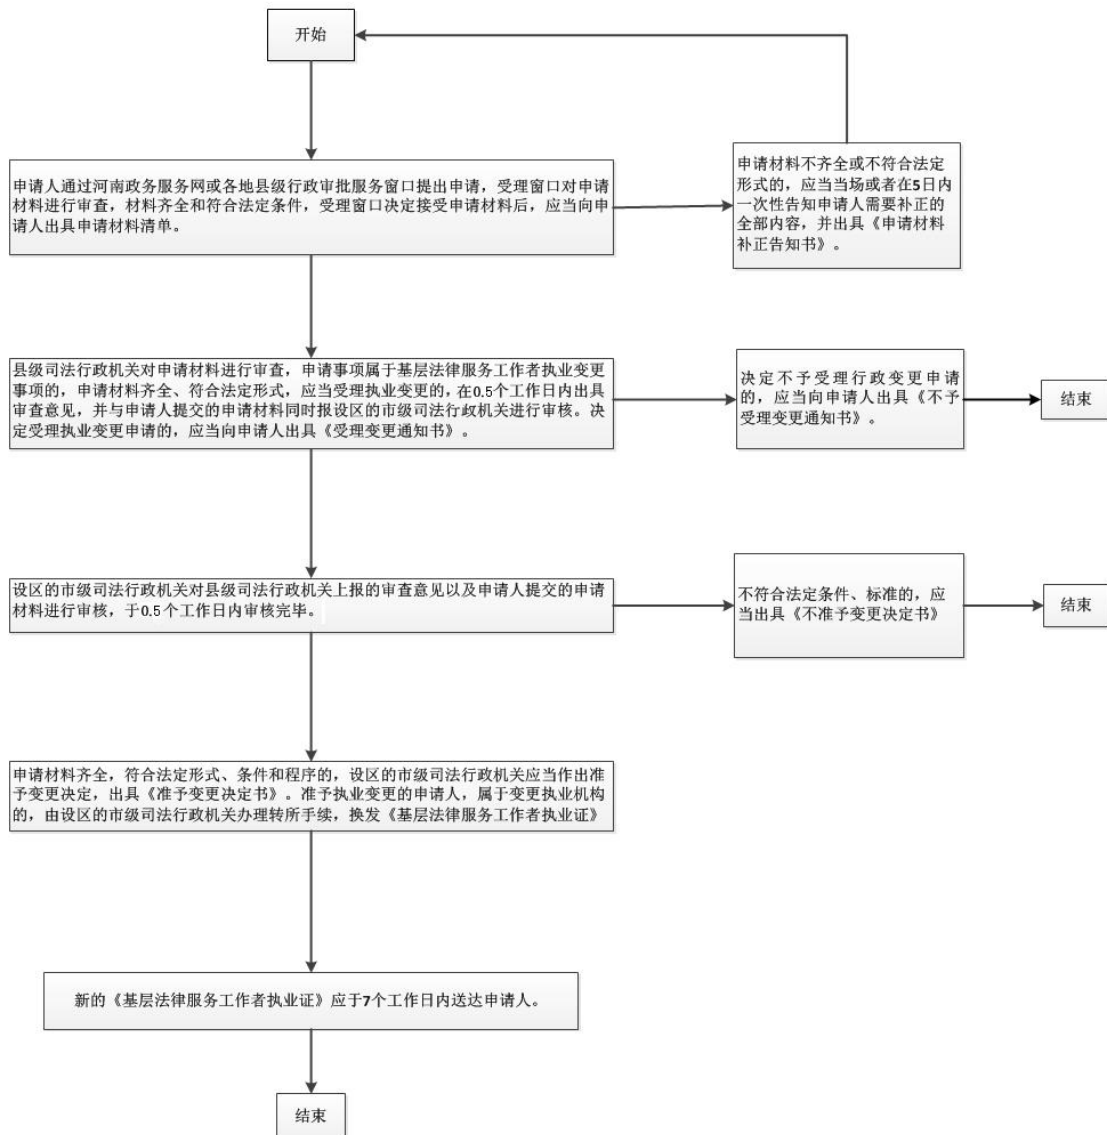 开始
申请人通过河南政务服务网或各地县级行政审批服务窗口提出申请，受理窗口对申请
材料进行审查，材料齐全和符合法定条件，受理窗口决定接受申请材料后，应当向申
请人出具申请材料清单。
申请材料不齐全或不符合法定
形式的，应当当场或者在5日内
一次性告知申请人需要补正的
全部内容，并出具《申请材料
补正告知书》。
县级司法行政机关对申请材料进行审查，申请事项属于基层法律服务工作者执业变更
事项的，申请材料齐全、符合法定形式，应当受理执业变更的，在0.5个工作日内出具
审查意见，并与申请人提交的申请材料同时报设区的市级司法行政机关进行审核。决
定受理执业变更申请的，应当向申请人出具《受理变更通知书》。
决定不予受理行政变更申请
的，应当向申请人出具《不予
受理变更通知书》。
结束
设区的市级司法行政机关对县级司法行政机关上报的审查意见以及申请人提交的申请
材料进行审核，于0.5个工作日内审核完毕。
不符合法定条件、标准的，应
当出具《不准予变更决定书》
结束
申请材料齐全，符合法定形式、条件和程序的，设区的市级司法行政机关应当作出准
予变更决定，出具《准予变更决定书》。准予执业变更的申请人，属于变更执业机构
的，由设区的市级司法行政机关办理转所手续，换发《基层法律服务工作者执业证》
新的《基层法律服务工作者执业证》应于7个工作日内送达申请人。
结束